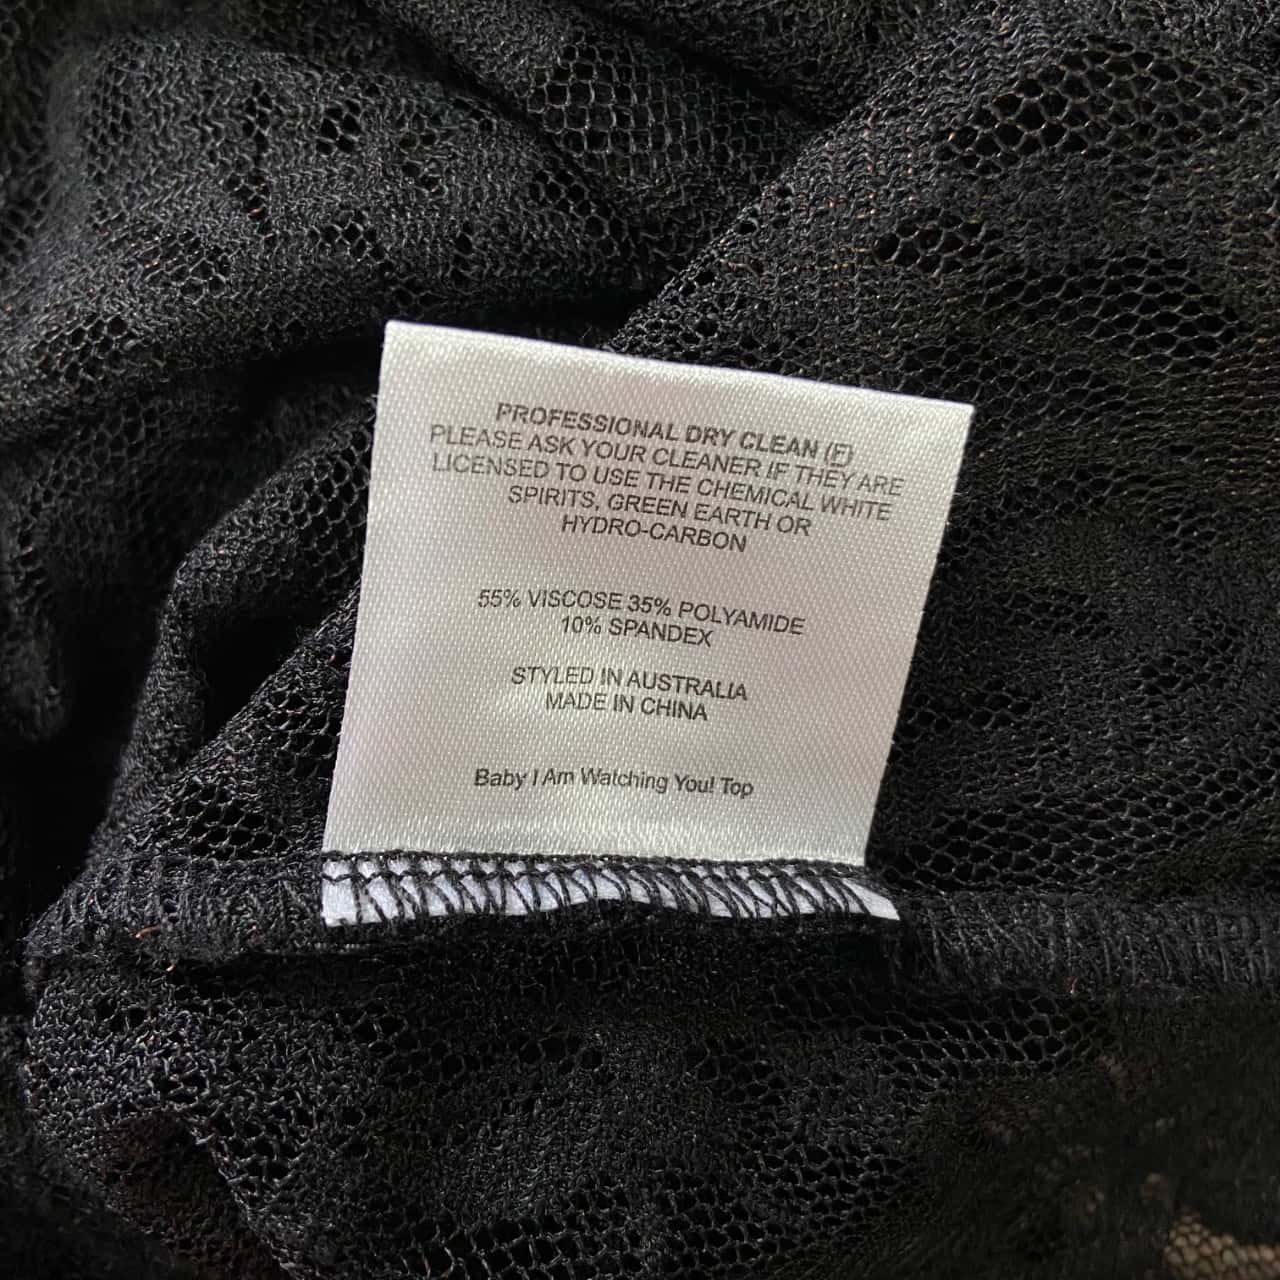 PROFESSIONAL DRY CLEAN (F)
PLEASE ASK YOUR CLEANER IF THEY ARE
LICENSED TO USE THE CHEMICAL WHITE
SPIRITS, GREEN EARTH OR
HYDRO-CARBON
55% VISCOSE 35% POLYAMIDE
10% SPANDEX
STYLED IN AUSTRALIA
MADE IN CHINA
Baby I Am Watching You! Top